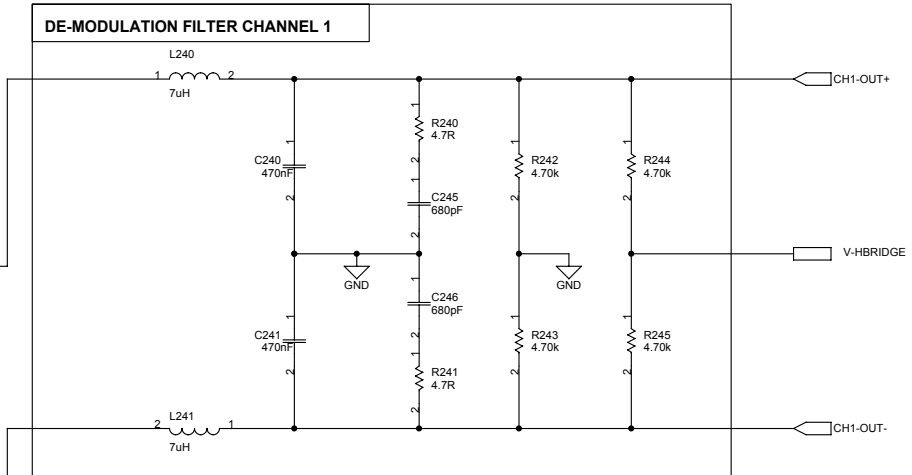 DE-MODULATION FILTER CHANNEL 1
L240
1 2
7uH
CH1-OUT+
1
R240
4.7R
2
1
C240
470nF
2
1
C245
680pF
2
1
R242
4.70k
2
1
R244
4.70k
2
GND
GND
V-HBRIDGE
1
C241
470nF
2
1
C246
680pF
2
1
R241
4.7R
2
1
R243
4.70k
2
1
R245
4.70k
2
L241
2 1
7uH
CH1-OUT-